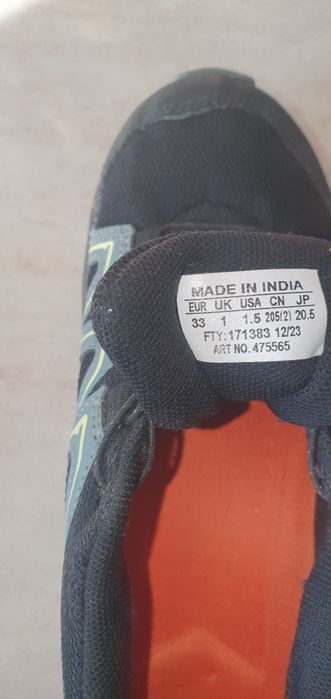 MADE IN INDIA
EUR UK USA CN JP
33 1 1.5 205(2) 20.5
FTY:171383 12/23
ART NO. 475565